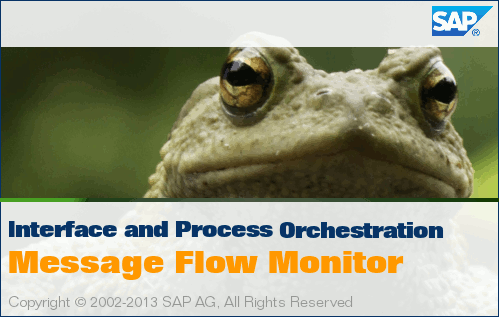 SAP®
Interface and Process Orchestration
Message Flow Monitor
Copyright © 2002-2013 SAP AG, All Rights Reserved